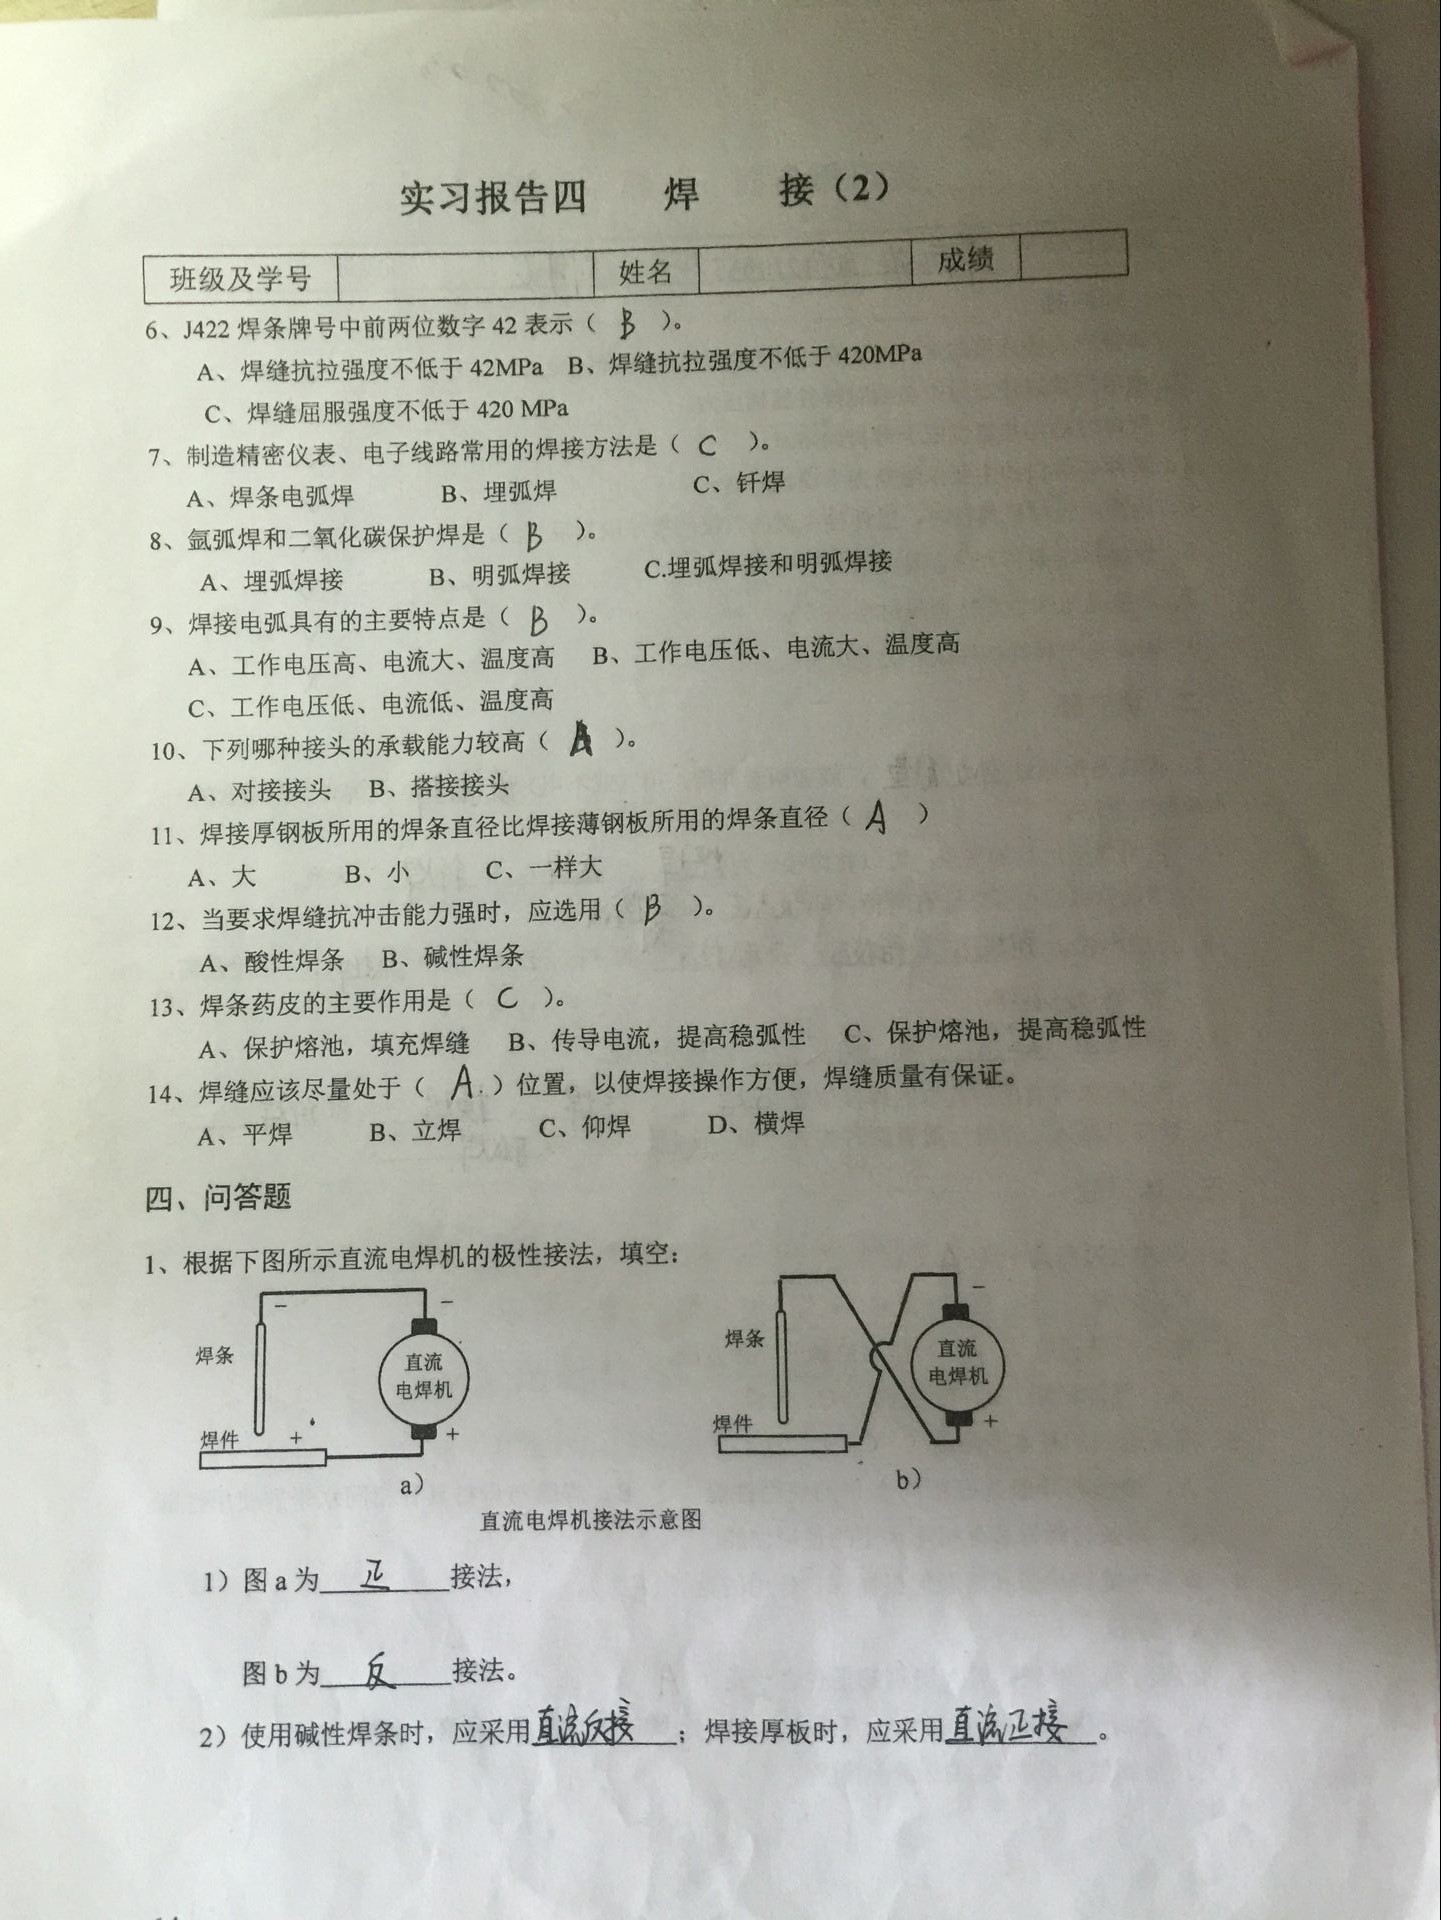 实习报告四 焊 接（2）
班级及学号 姓名 成绩
6、J422 焊条牌号中前两位数字 42 表示（ B ）。
A、焊缝抗拉强度不低于 42MPa B、焊缝抗拉强度不低于 420MPa
C、焊缝屈服强度不低于 420 MPa
7、制造精密仪表、电子线路常用的焊接方法是（ C ）。
A、焊条电弧焊 B、埋弧焊 C、钎焊
8、氩弧焊和二氧化碳保护焊是（ B ）。
A、埋弧焊接 B、明弧焊接 C.埋弧焊接和明弧焊接
9、焊接电弧具有的主要特点是（ B ）。
A、工作电压高、电流大、温度高 B、工作电压低、电流大、温度高
C、工作电压低、电流低、温度高
10、下列哪种接头的承载能力较高（ A ）。
A、对接接头 B、搭接接头
11、焊接厚钢板所用的焊条直径比焊接薄钢板所用的焊条直径（ A ）
A、大 B、小 C、一样大
12、当要求焊缝抗冲击能力强时，应选用（ B ）。
A、酸性焊条 B、碱性焊条
13、焊条药皮的主要作用是（ C ）。
A、保护熔池，填充焊缝 B、传导电流，提高稳弧性 C、保护熔池，提高稳弧性
14、焊缝应该尽量处于（ A. ）位置，以使焊接操作方便，焊缝质量有保证。
A、平焊 B、立焊 C、仰焊 D、横焊
四、问答题
1、根据下图所示直流电焊机的极性接法，填空：
－ －
焊条
直流
电焊机
焊件 + +
a）
－
焊条
直流
电焊机
焊件 +
b）
直流电焊机接法示意图
1）图 a 为 正 接法，
图 b 为 反 接法。
2）使用碱性焊条时，应采用直流反接；焊接厚板时，应采用直流正接。